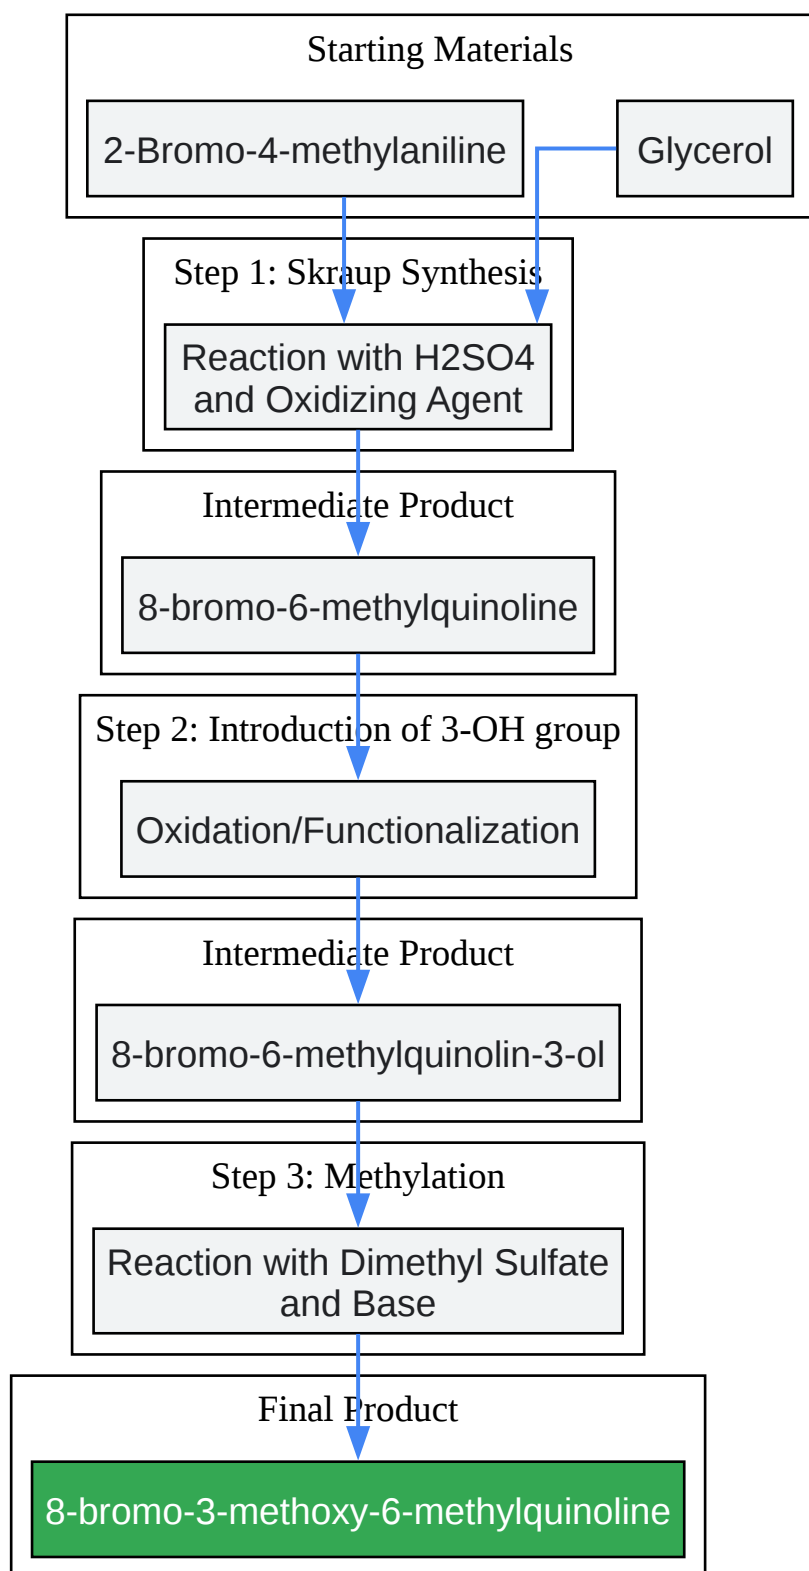 Starting Materials
2-Bromo-4-methylaniline
Glycerol
Step 1: Skraup Synthesis
Reaction with H2SO4
and Oxidizing Agent
Intermediate Product
8-bromo-6-methylquinoline
Step 2: Introduction of 3-OH group
Oxidation/Functionalization
Intermediate Product
8-bromo-6-methylquinolin-3-ol
Step 3: Methylation
Reaction with Dimethyl Sulfate
and Base
Final Product
8-bromo-3-methoxy-6-methylquinoline